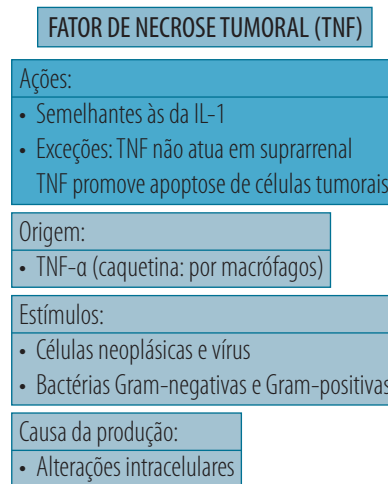 FATOR DE NECROSE TUMORAL (TNF)
Ações:
• Semelhantes às da IL-1
• Exceções: TNF não atua em suprarrenal
TNF promove apoptose de células tumorais
Origem:
• TNF-α (caquetina: por macrófagos)
Estímulos:
• Células neoplásicas e vírus
• Bactérias Gram-negativas e Gram-positivas
Causa da produção:
• Alterações intracelulares